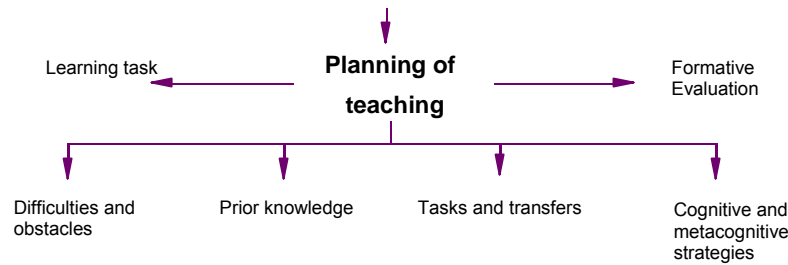 Learning task
Planning of
teaching
Formative
Evaluation
Difficulties and
obstacles
Prior knowledge
Tasks and transfers
Cognitive and
metacognitive
strategies